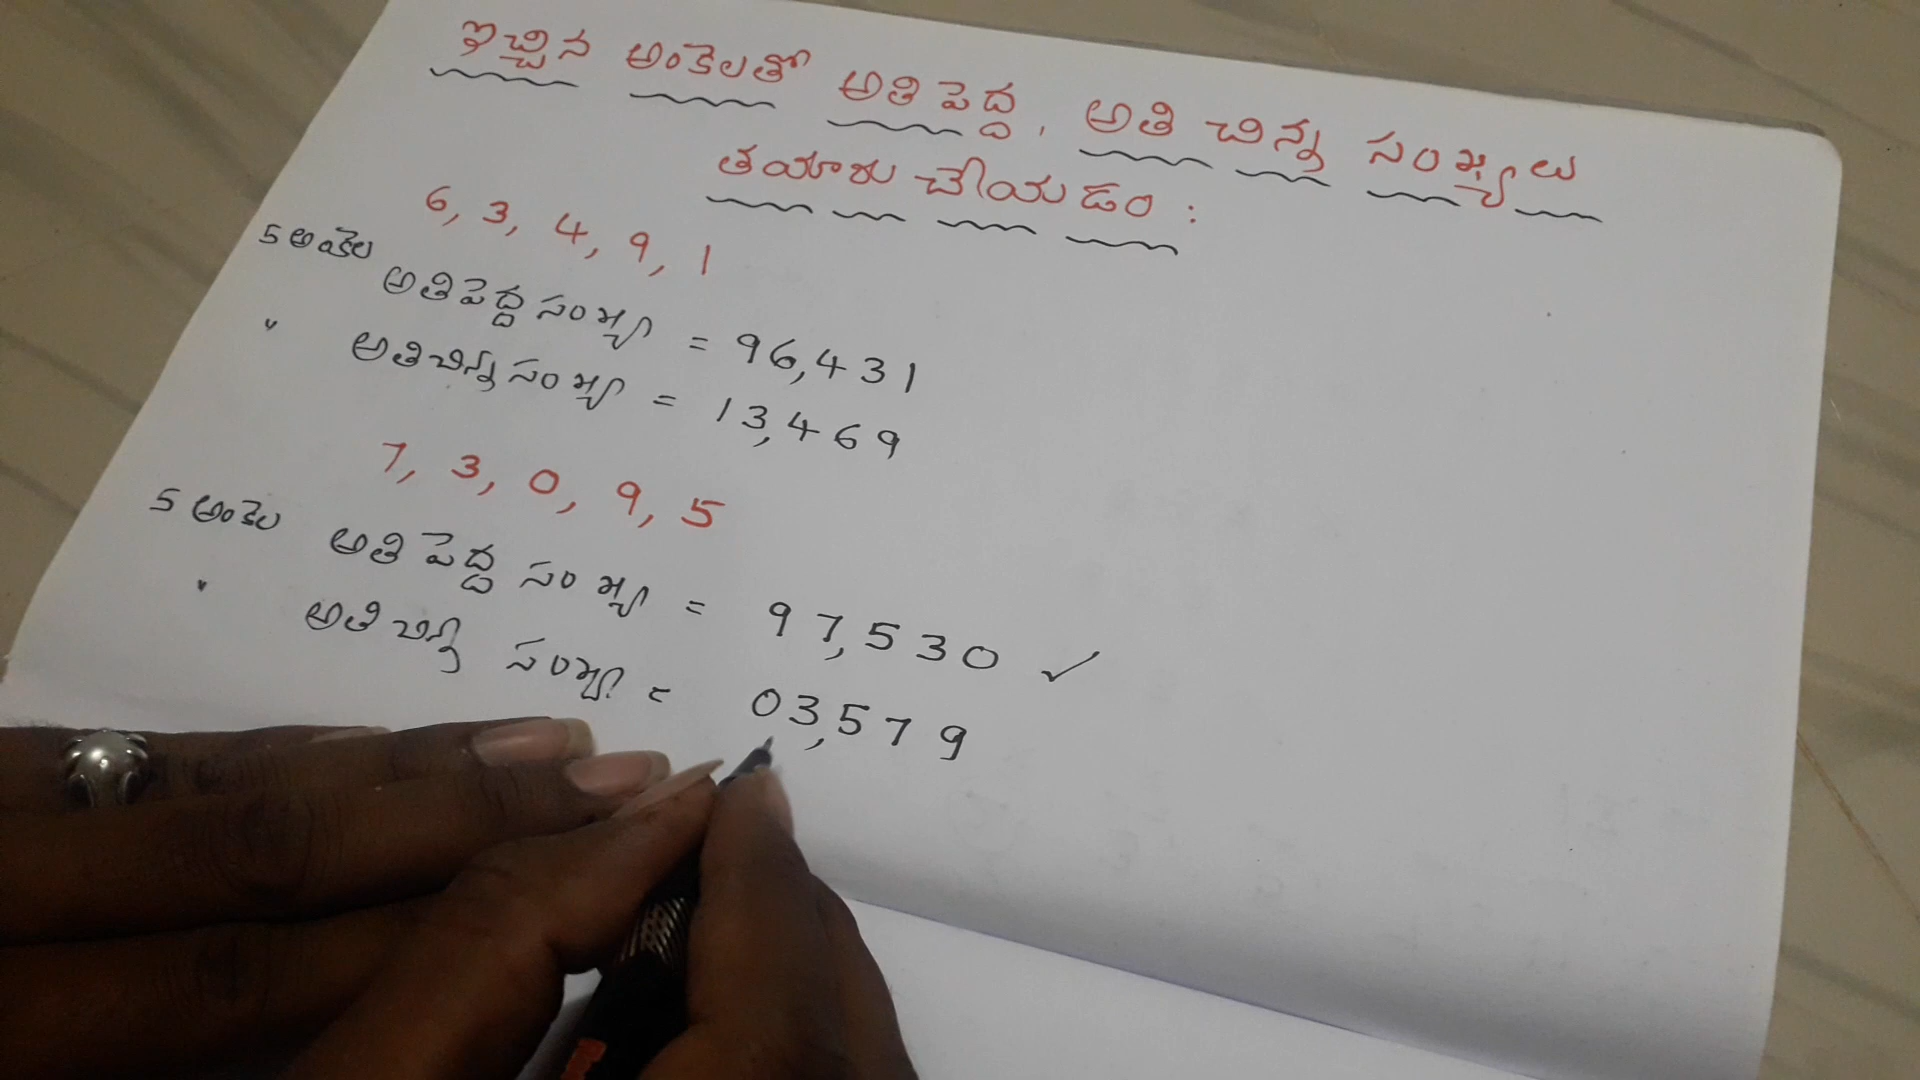 ఇచ్చిన అంకెలతో అతి పెద్ద, అతి చిన్న సంఖ్యలు
తయారు చేయడం :
6, 3, 4, 9, 1
5 అంకెల అతి పెద్ద సంఖ్య = 96,431
" అతి చిన్న సంఖ్య = 13,469
7, 3, 0, 9, 5
5 అంకెల అతి పెద్ద సంఖ్య = 97,530 ✓
" అతి చిన్న సంఖ్య = 03,579